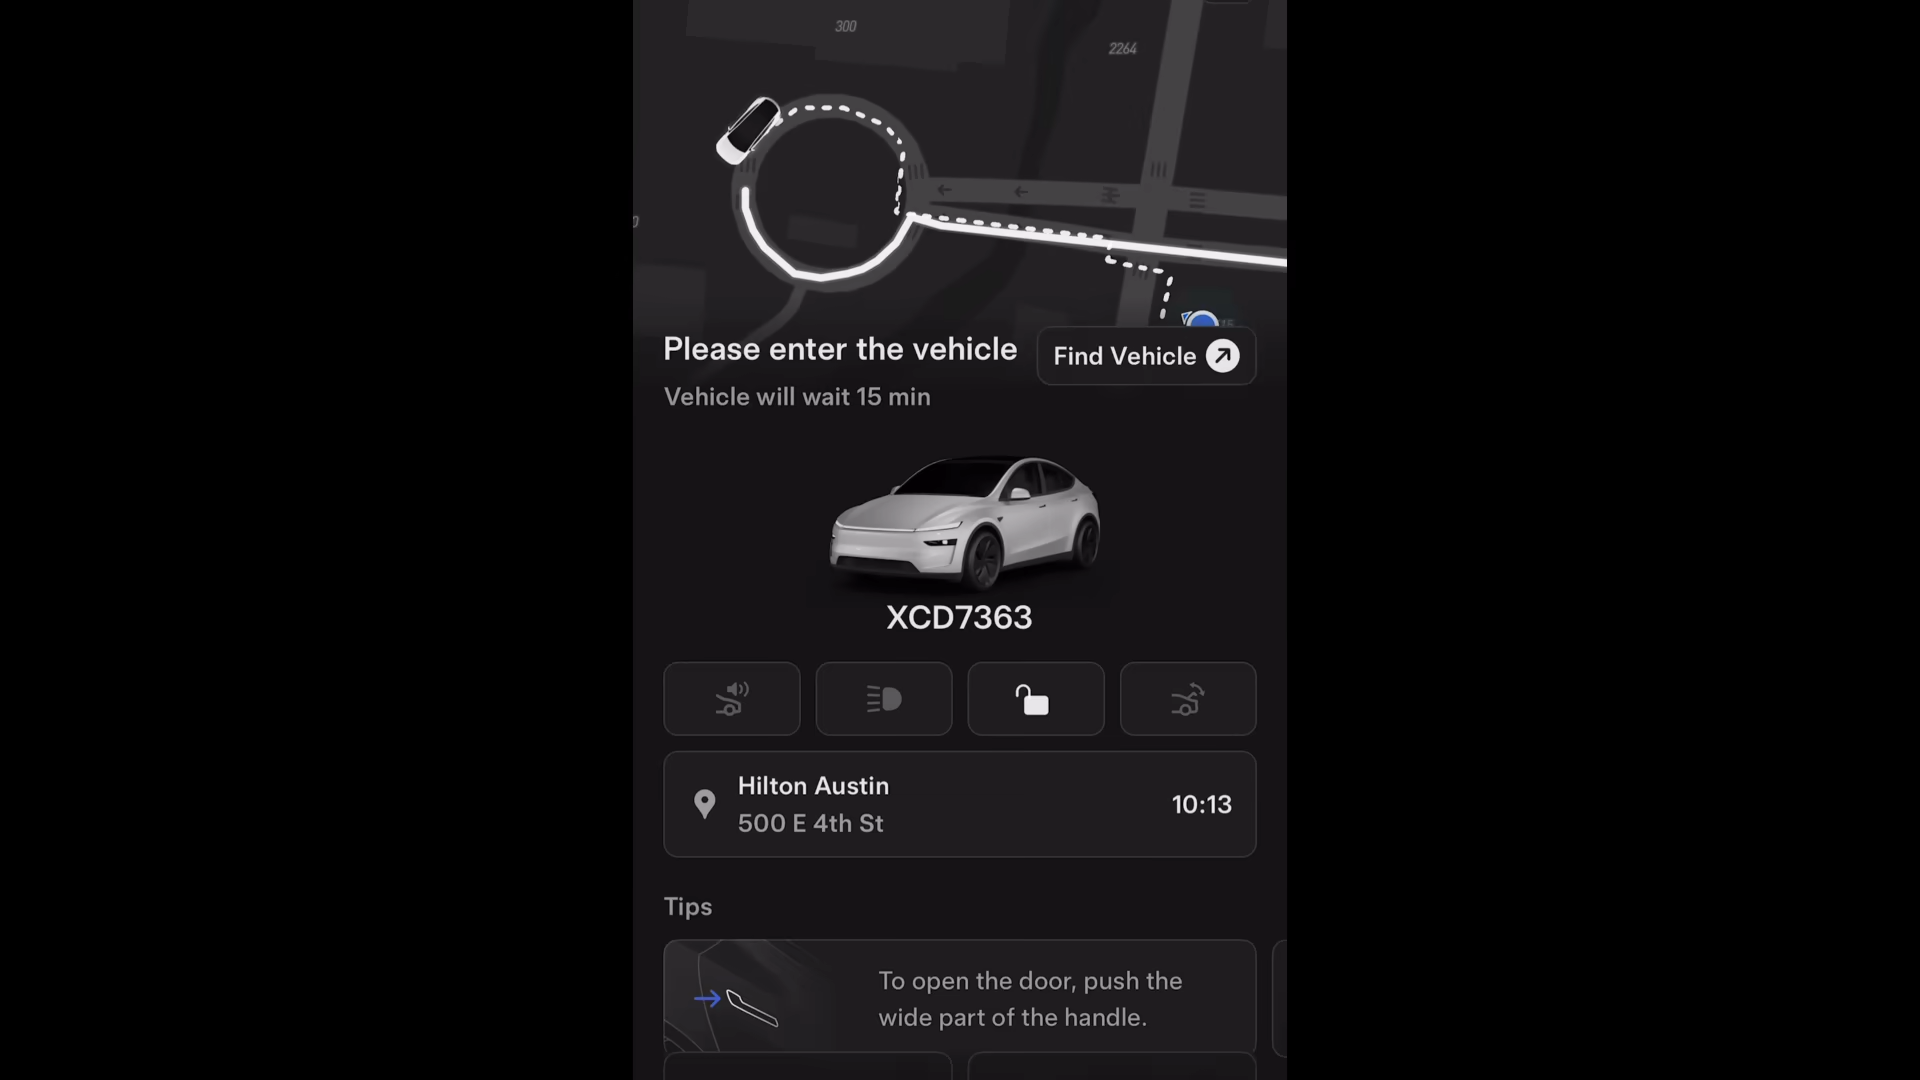 300
2264
Please enter the vehicle
Find Vehicle
Vehicle will wait 15 min
XCD7363
Hilton Austin
500 E 4th St
10:13
Tips
To open the door, push the
wide part of the handle.